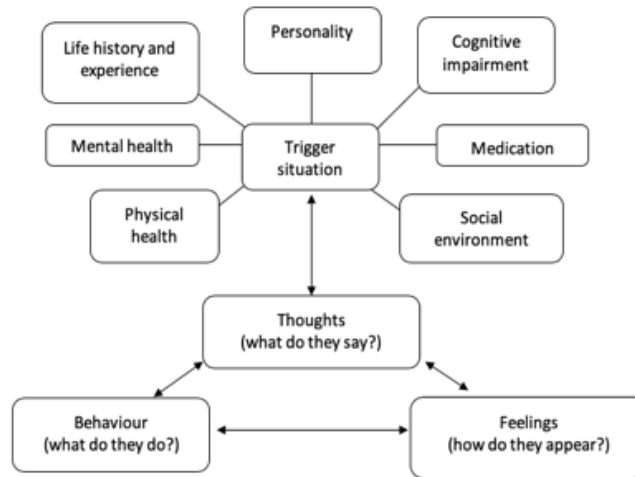 Personality
Life history and
experience
Cognitive
impairment
Mental health
Trigger
situation
Medication
Physical
health
Social
environment
Thoughts
(what do they say?)
Behaviour
(what do they do?)
Feelings
(how do they appear?)